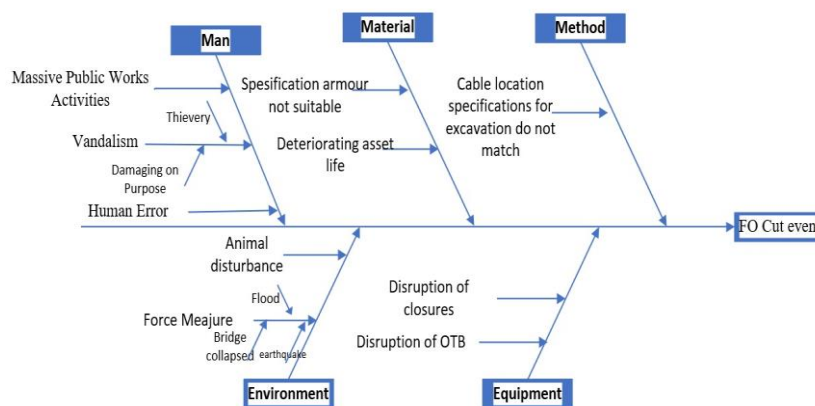 Man
Material
Method
Massive Public Works
Activities
Thievery
Vandalism
Damaging on
Purpose
Human Error
Spesification armour
not suitable
Deteriorating asset
life
Cable location
specifications for
excavation do not
match
FO Cut even
Animal
disturbance
Flood
Force Meajure
Bridge
collapsed
earthquake
Disruption of
closures
Disruption of OTB
Environment
Equipment